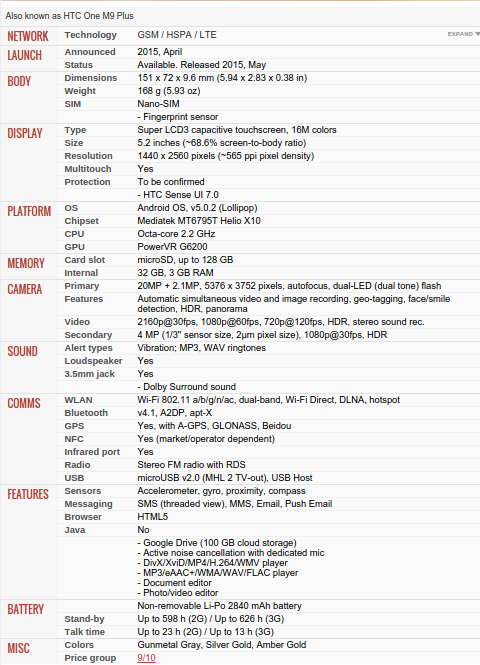 Also known as HTC One M9 Plus
NETWORK Technology GSM / HSPA / LTE EXPAND ▼
LAUNCH Announced 2015, April
Status Available. Released 2015, May
BODY Dimensions 151 x 72 x 9.6 mm (5.94 x 2.83 x 0.38 in)
Weight 168 g (5.93 oz)
SIM Nano-SIM
- Fingerprint sensor
DISPLAY Type Super LCD3 capacitive touchscreen, 16M colors
Size 5.2 inches (~68.6% screen-to-body ratio)
Resolution 1440 x 2560 pixels (~565 ppi pixel density)
Multitouch Yes
Protection To be confirmed
- HTC Sense UI 7.0
PLATFORM OS Android OS, v5.0.2 (Lollipop)
Chipset Mediatek MT6795T Helio X10
CPU Octa-core 2.2 GHz
GPU PowerVR G6200
MEMORY Card slot microSD, up to 128 GB
Internal 32 GB, 3 GB RAM
CAMERA Primary 20MP + 2.1MP, 5376 x 3752 pixels, autofocus, dual-LED (dual tone) flash
Features Automatic simultaneous video and image recording, geo-tagging, face/smile
detection, HDR, panorama
Video 2160p@30fps, 1080p@60fps, 720p@120fps, HDR, stereo sound rec.
Secondary 4 MP (1/3" sensor size, 2µm pixel size), 1080p@30fps, HDR
SOUND Alert types Vibration; MP3, WAV ringtones
Loudspeaker Yes
3.5mm jack Yes
- Dolby Surround sound
COMMS WLAN Wi-Fi 802.11 a/b/g/n/ac, dual-band, Wi-Fi Direct, DLNA, hotspot
Bluetooth v4.1, A2DP, apt-X
GPS Yes, with A-GPS, GLONASS, Beidou
NFC Yes (market/operator dependent)
Infrared port Yes
Radio Stereo FM radio with RDS
USB microUSB v2.0 (MHL 2 TV-out), USB Host
FEATURES Sensors Accelerometer, gyro, proximity, compass
Messaging SMS (threaded view), MMS, Email, Push Email
Browser HTML5
Java No
- Google Drive (100 GB cloud storage)
- Active noise cancellation with dedicated mic
- DivX/XviD/MP4/H.264/WMV player
- MP3/eAAC+/WMA/WAV/FLAC player
- Document editor
- Photo/video editor
BATTERY Non-removable Li-Po 2840 mAh battery
Stand-by Up to 598 h (2G) / Up to 626 h (3G)
Talk time Up to 23 h (2G) / Up to 13 h (3G)
MISC Colors Gunmetal Gray, Silver Gold, Amber Gold
Price group 9/10